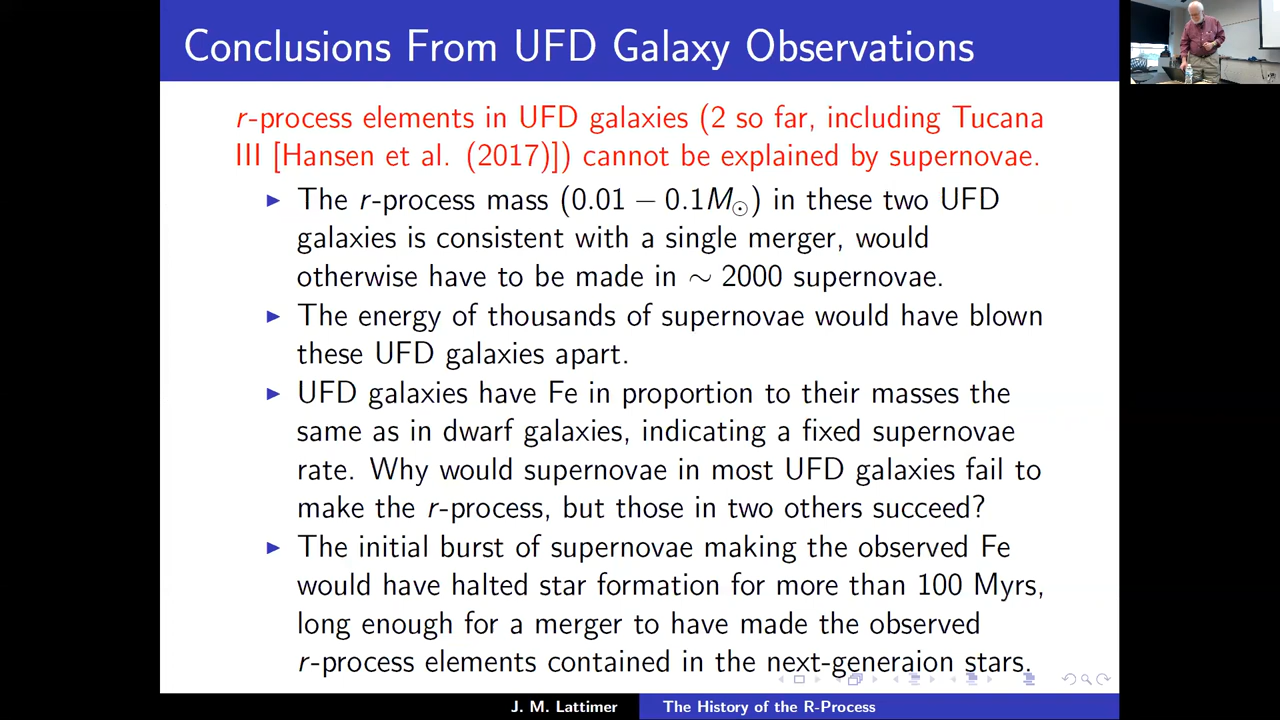 Conclusions From UFD Galaxy Observations
r-process elements in UFD galaxies (2 so far, including Tucana
III [Hansen et al. (2017)]) cannot be explained by supernovae.
▶ The r-process mass (0.01 − 0.1M⊙) in these two UFD
galaxies is consistent with a single merger, would
otherwise have to be made in ∼ 2000 supernovae.
▶ The energy of thousands of supernovae would have blown
these UFD galaxies apart.
▶ UFD galaxies have Fe in proportion to their masses the
same as in dwarf galaxies, indicating a fixed supernovae
rate. Why would supernovae in most UFD galaxies fail to
make the r-process, but those in two others succeed?
▶ The initial burst of supernovae making the observed Fe
would have halted star formation for more than 100 Myrs,
long enough for a merger to have made the observed
r-process elements contained in the next-generaion stars.
J. M. Lattimer
The History of the R-Process